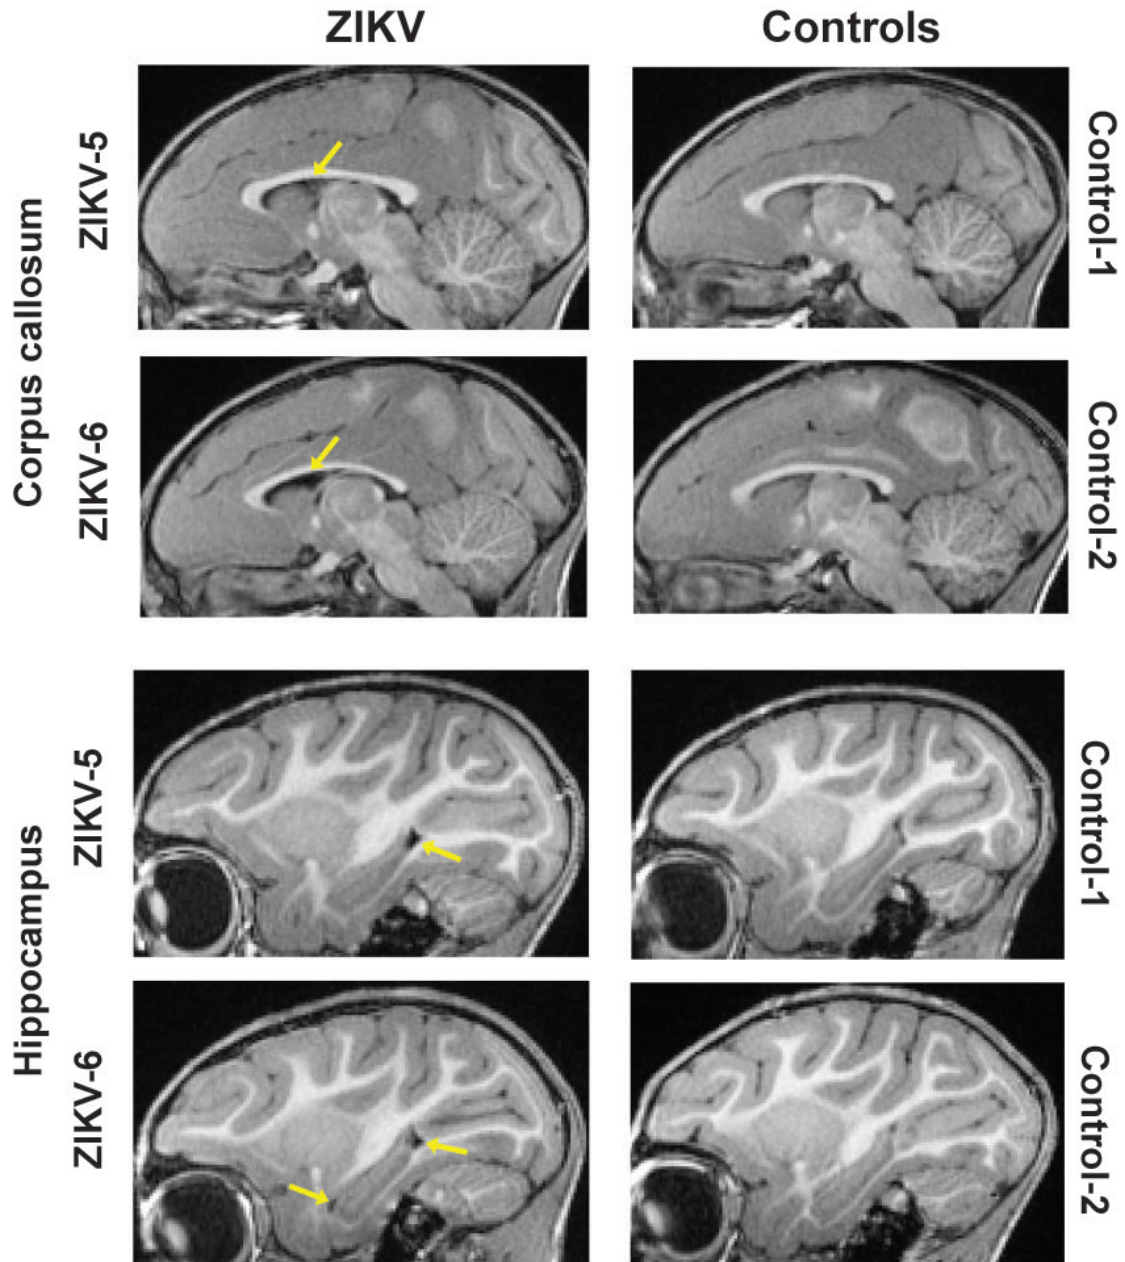 ZIKV
Controls
Corpus callosum
ZIKV-5
Control-1
ZIKV-6
Control-2
Hippocampus
ZIKV-5
Control-1
ZIKV-6
Control-2